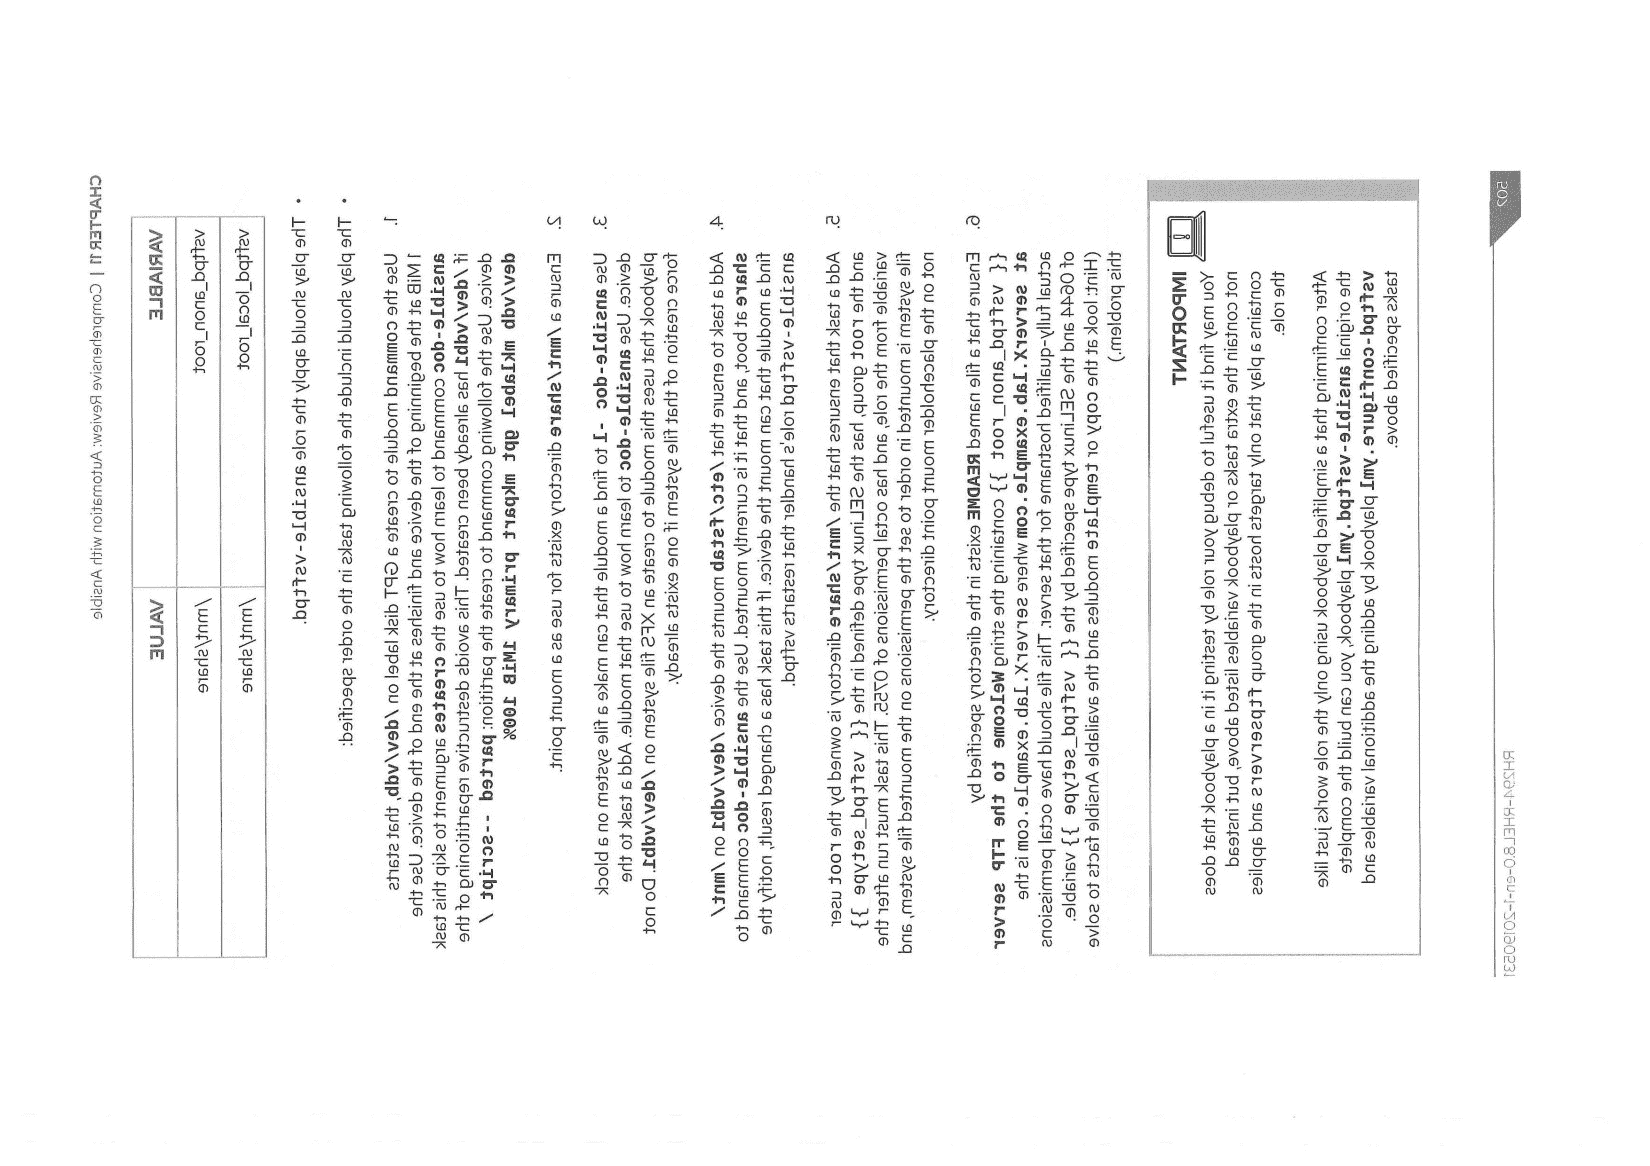 CHAPTER 11 | Comprehensive Review: Automation with Ansible
VARIABLE VALUE
vsftpd_anon_root /mnt/share
vsftpd_local_root /mnt/share
• The play should apply the role ansible-vsftpd.
• The play should include the following tasks in the order specified:
1. Use the command module to create a GPT disk label on /dev/vdb, that starts
1 MiB at the beginning of the device and finishes at the end of the device. Use the
ansible-doc command to learn how to use the creates argument to skip this task
if /dev/vdb1 has already been created. This avoids destructive repartitioning of the
device. Use the following command to create the partition: parted --script \
dev/vdb mklabel gpt mkpart primary 1MiB 100%
2. Ensure a /mnt/share directory exists for use as a mount point.
3. Use ansible-doc -l to find a module that can make a file system on a block
device. Use ansible-doc to learn how to use that module. Add a task to the
playbook that uses this module to create an XFS file system on /dev/vdb1. Do not
force creation of that file system if one exists already.
4. Add a task to ensure that /etc/fstab mounts the device /dev/vdb1 on /mnt/
share at boot, and that it is currently mounted. Use the ansible-doc command to
find a module that can mount the device. If this task has a changed result, notify the
ansible-vsftpd role's handler that restarts vsftpd.
5. Add a task that ensures that the /mnt/share directory is owned by the root user
and the root group, has the SELinux type defined in the {{ vsftpd_setype }}
variable from the role, and has octal permissions of 0755. This task must run after the
file system is mounted in order to set the permissions on the mounted file system, and
not on the placeholder mount point directory.
6. Ensure that a file named README exists in the directory specified by
{{ vsftpd_anon_root }} containing the string Welcome to the FTP server
at serverX.lab.example.com where serverX.lab.example.com is the
actual fully-qualified hostname for that server. This file should have octal permissions
of 0644 and the SELinux type specified by the {{ vsftpd_setype }} variable.
(Hint: look at the copy or template modules and the available Ansible facts to solve
this problem.)
IMPORTANT
You may find it useful to debug your role by testing it in a playbook that does
not contain the extra tasks or playbook variables listed above, but instead
contains a play that only targets hosts in the group ftpservers and applies
the role.
After confirming that a simplified playbook using only the role works just like
the original ansible-vsftpd.yml playbook, you can build the complete
vsftpd-configure.yml playbook by adding the additional variables and
tasks specified above.
502 RH294-RHEL8.0-en-1-20190531